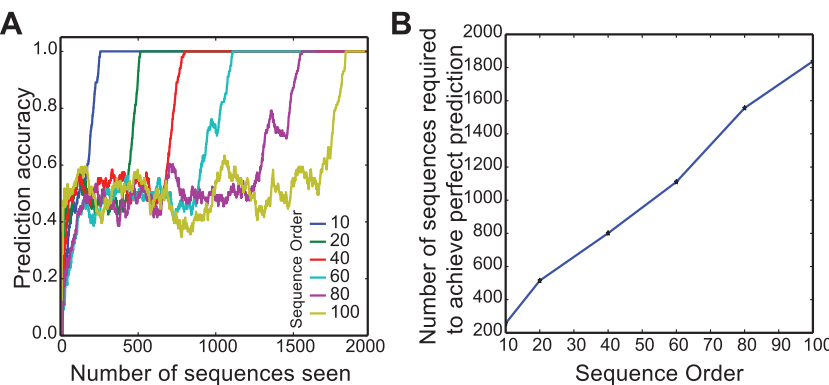 A
Prediction accuracy
1.0
0.8
0.6
0.4
0.2
0.0
0 500 1000 1500 2000
Number of sequences seen
Sequence Order
10
20
40
60
80
100
B
Number of sequences required
to achieve perfect prediction
2000
1800
1600
1400
1200
1000
800
600
400
200
10 20 30 40 50 60 70 80 90 100
Sequence Order